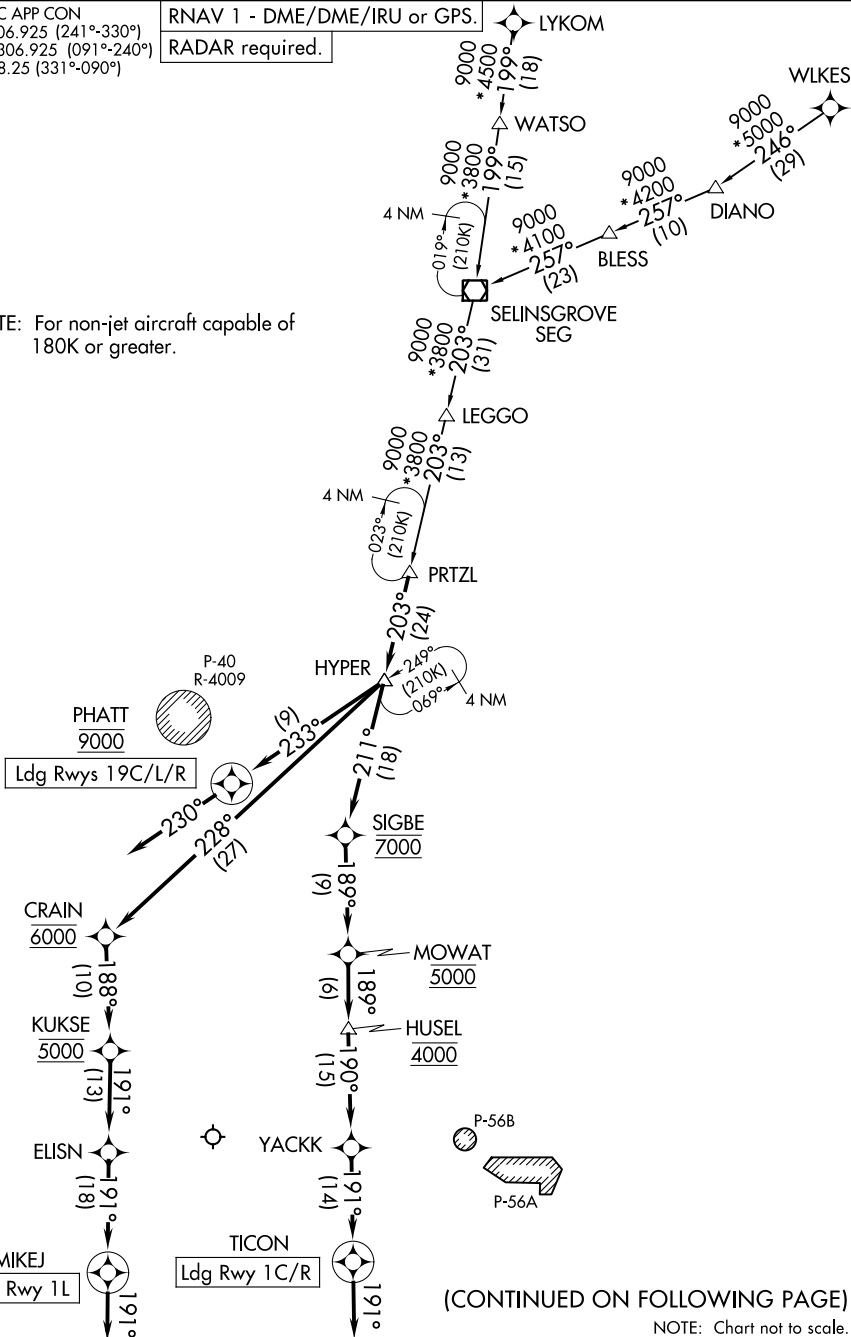 C APP CON
06.925 (241°-330°)
306.925 (091°-240°)
8.25 (331°-090°)
RNAV 1 - DME/DME/IRU or GPS.
RADAR required.
LYKOM
9000
*4500
199°
(18)
WATSO
WLKES
9000
*5000
246°
(29)
DIANO
9000
*4200
257°
(10)
BLESS
9000
*4100
257°
(23)
9000
*3800
199°
(15)
4 NM
019°
(210K)
SELINSGROVE
SEG
TE: For non-jet aircraft capable of
180K or greater.
9000
*3800
203°
(31)
LEGGO
9000
*3800
203°
(13)
4 NM
023°
(210K)
PRTZL
203°
(24)
HYPER
249°
(210K)
069°
4 NM
P-40
R-4009
PHATT
9000
Ldg Rwys 19C/L/R
(9)
233°
230°
228°
(27)
211°
(18)
SIGBE
7000
189°
(9)
CRAIN
6000
188°
(10)
MOWAT
5000
189°
(6)
KUKSE
5000
191°
(13)
HUSEL
4000
190°
(15)
ELISN
191°
(18)
YACKK
191°
(14)
P-56B
P-56A
MIKEJ
Rwy 1L
191°
TICON
Ldg Rwy 1C/R
191°
(CONTINUED ON FOLLOWING PAGE)
NOTE: Chart not to scale.